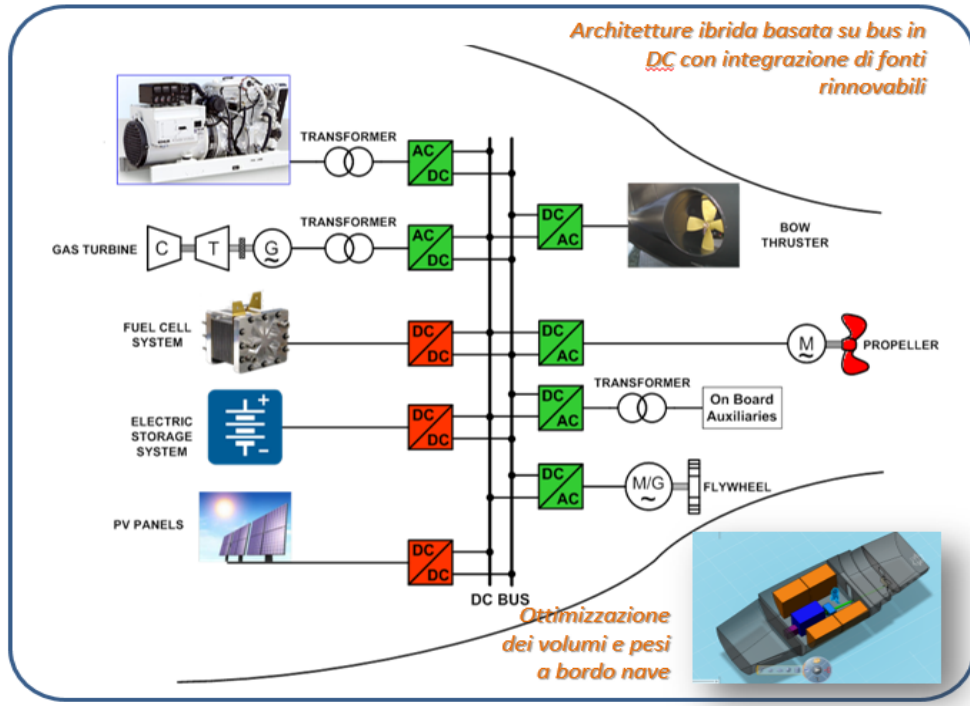 Architetture ibrida basata su bus in
DC con integrazione di fonti
rinnovabili
TRANSFORMER
AC
DC
GAS TURBINE
C
T
G
TRANSFORMER
AC
DC
DC
AC
BOW
THRUSTER
FUEL CELL
SYSTEM
DC
DC
DC
AC
M
PROPELLER
ELECTRIC
STORAGE
SYSTEM
+
-
DC
DC
DC
AC
TRANSFORMER
On Board
Auxiliaries
DC
AC
M/G
FLYWHEEL
PV PANELS
DC
DC
DC BUS
Ottimizzazione
dei volumi e pesi
a bordo nave